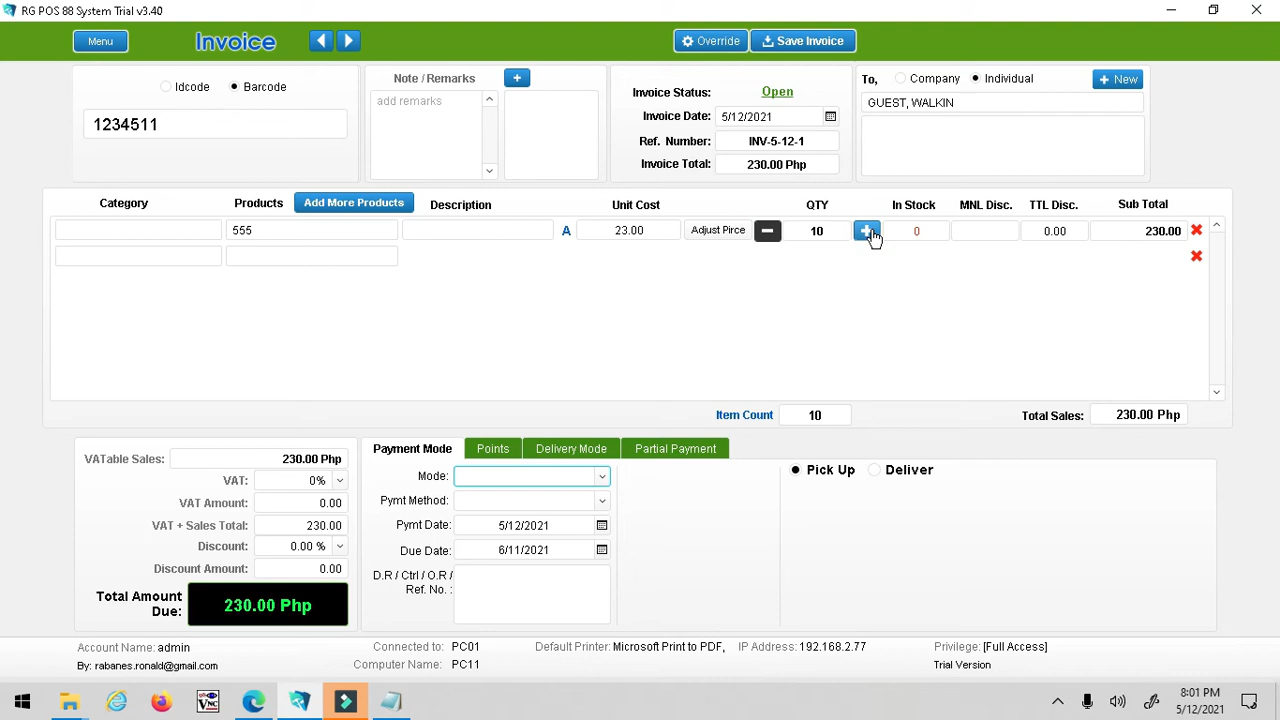 RG POS 88 System Trial v3.40
Menu
Invoice
Override
Save Invoice
Idcode
Barcode
1234511
Note / Remarks
add remarks
Invoice Status: Open
Invoice Date: 5/12/2021
Ref. Number: INV-5-12-1
Invoice Total: 230.00 Php
To, Company Individual
New
GUEST, WALKIN
Category Products Add More Products Description Unit Cost QTY In Stock MNL Disc. TTL Disc. Sub Total
555 A 23.00 Adjust Pirce 10 0 0.00 230.00
Item Count 10 Total Sales: 230.00 Php
VATable Sales: 230.00 Php
VAT: 0%
VAT Amount: 0.00
VAT + Sales Total: 230.00
Discount: 0.00 %
Discount Amount: 0.00
Total Amount
Due: 230.00 Php
Payment Mode Points Delivery Mode Partial Payment
Mode:
Pymt Method:
Pymt Date: 5/12/2021
Due Date: 6/11/2021
D.R / Ctrl / O.R /
Ref. No. :
Pick Up Deliver
Account Name: admin
By: rabanes.ronald@gmail.com
Connected to: PC01
Computer Name: PC11
Default Printer: Microsoft Print to PDF, IP Address: 192.168.2.77
Privilege: [Full Access]
Trial Version
VNC
8:01 PM
5/12/2021